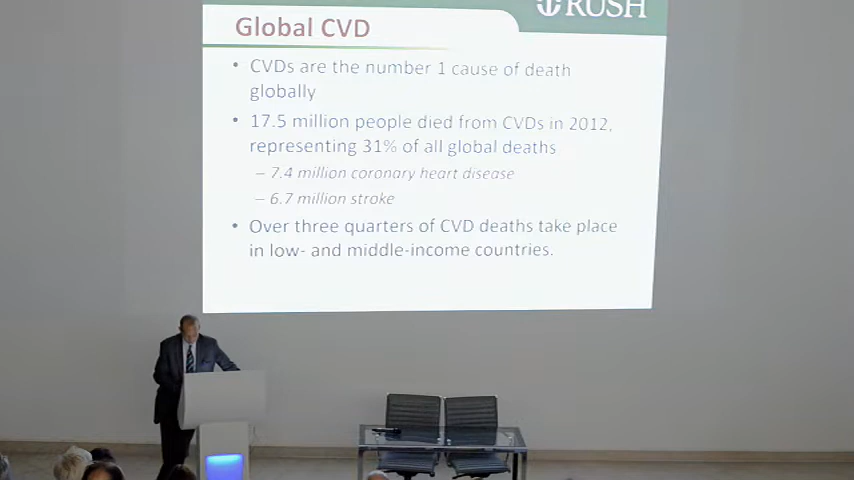 RUSH
Global CVD
• CVDs are the number 1 cause of death
globally
• 17.5 million people died from CVDs in 2012,
representing 31% of all global deaths
– 7.4 million coronary heart disease
– 6.7 million stroke
• Over three quarters of CVD deaths take place
in low- and middle-income countries.